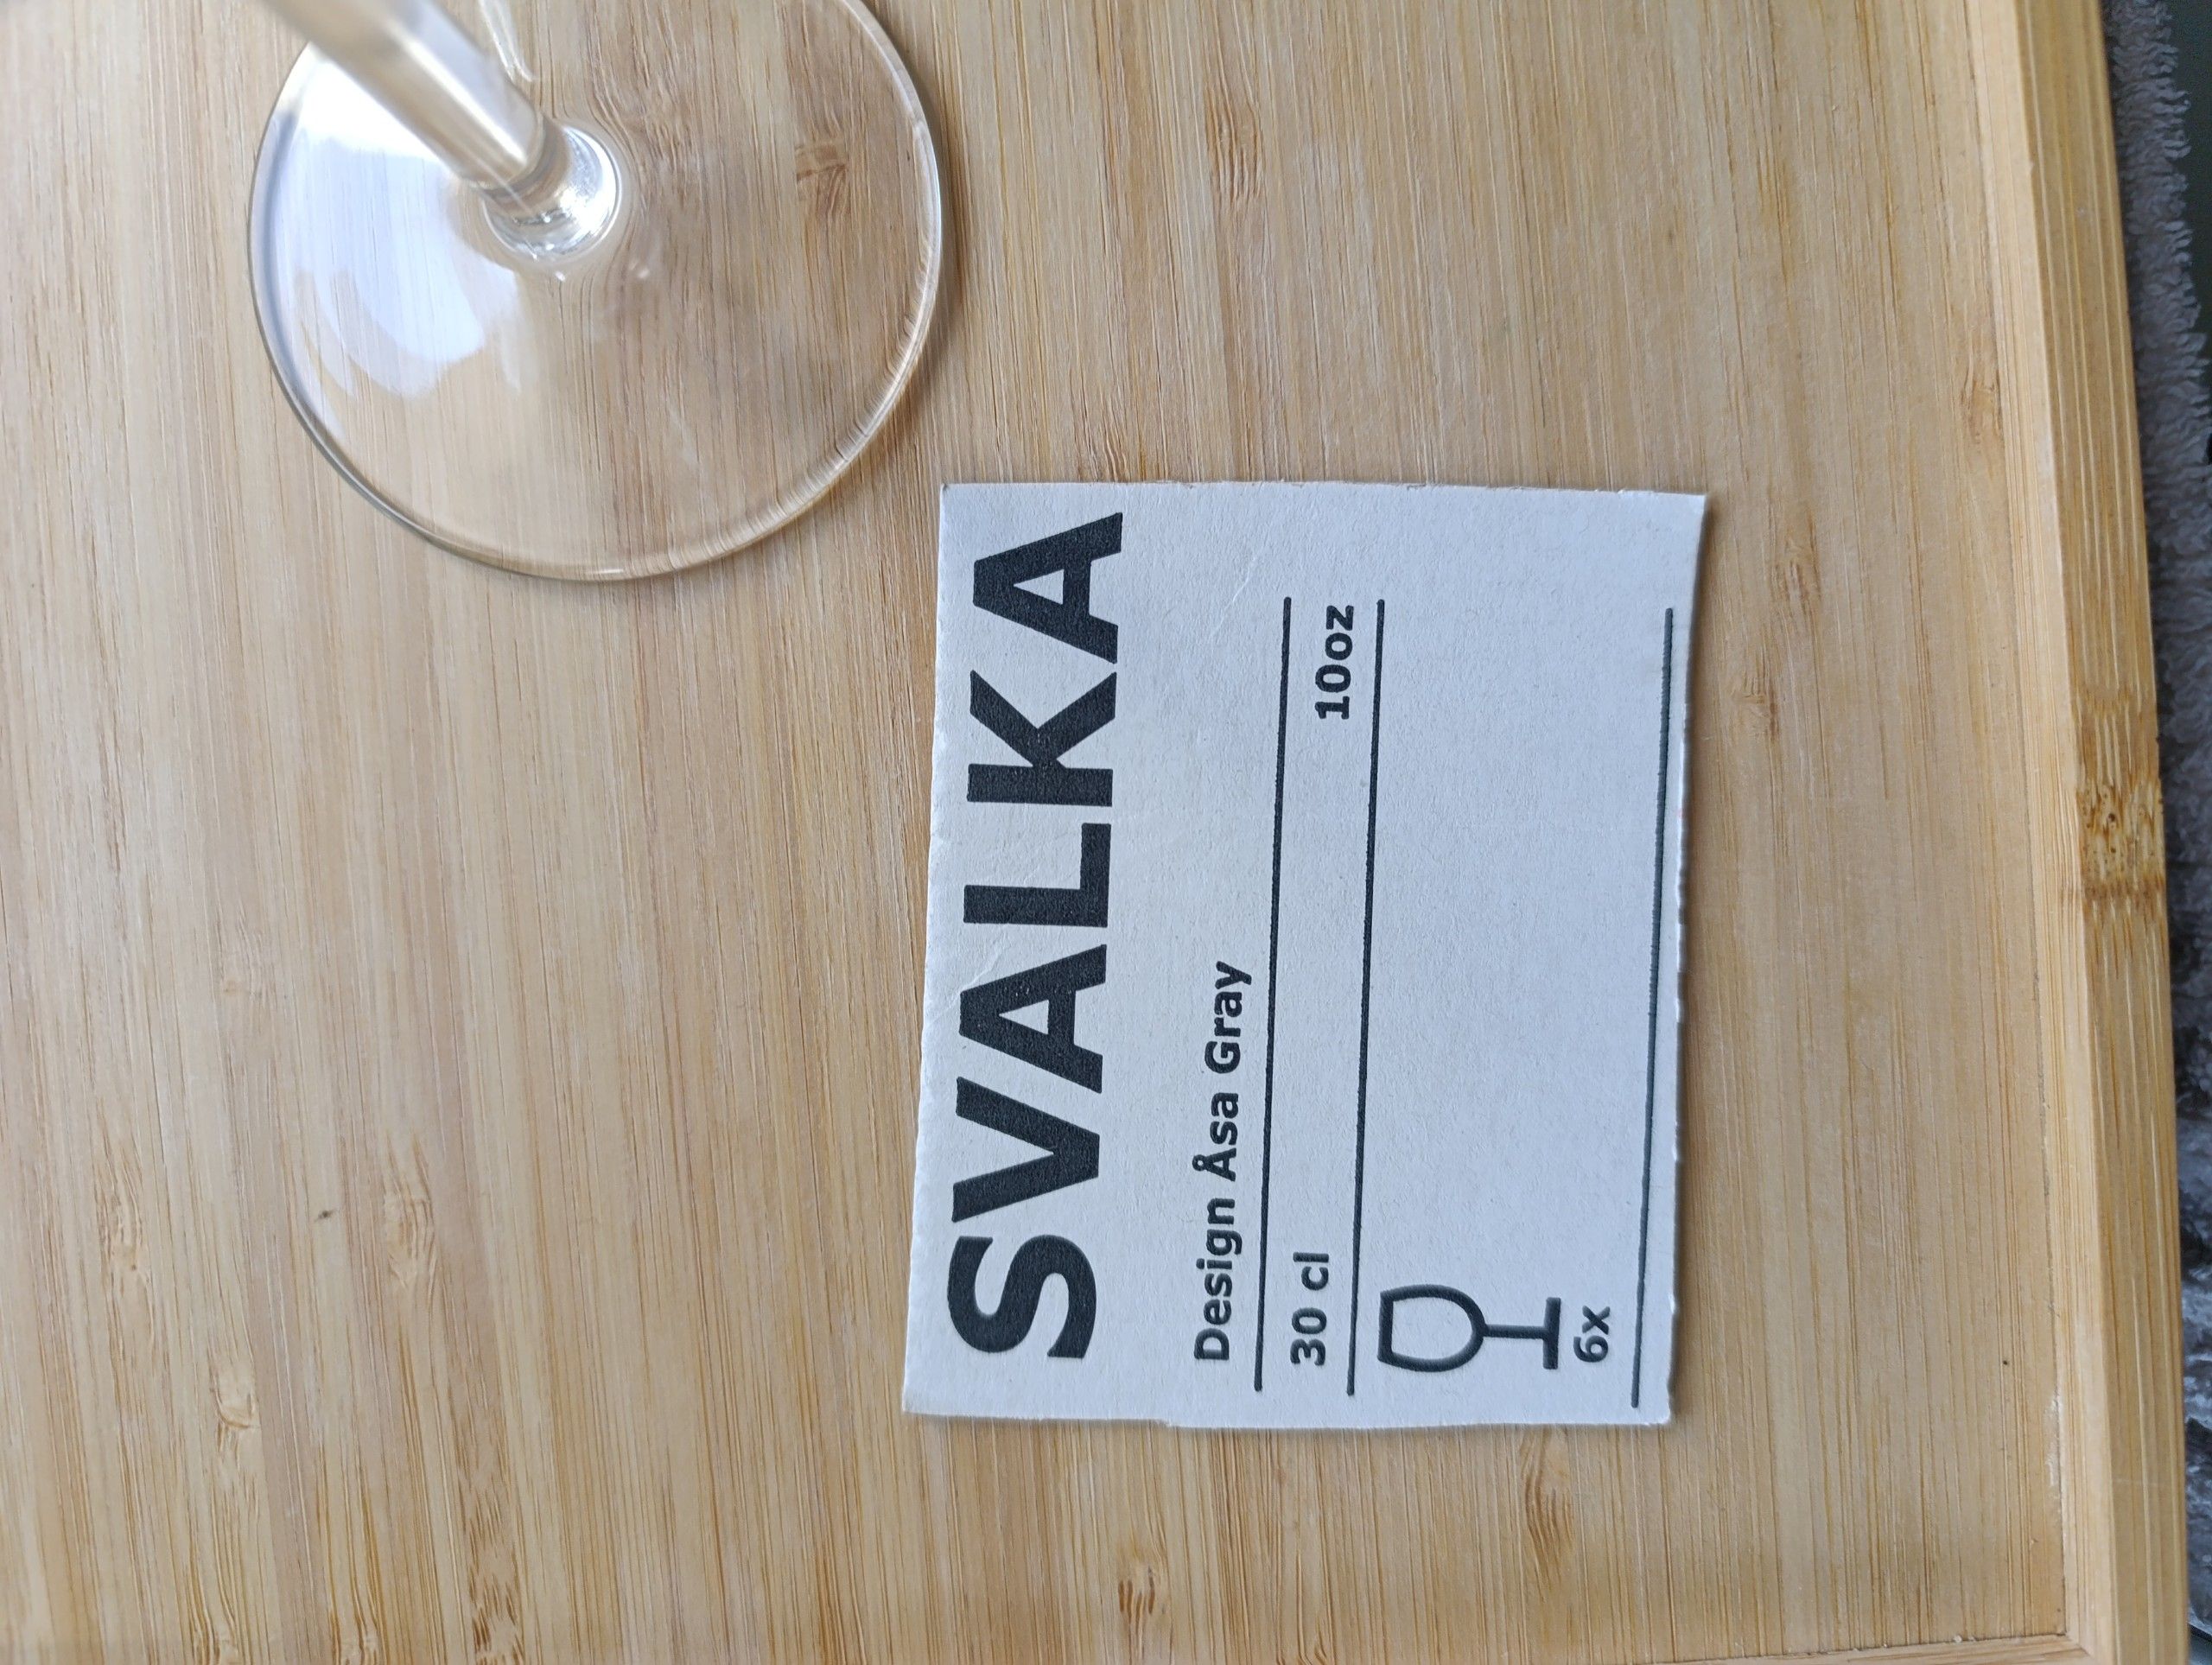 SVALKA
Design Åsa Gray
30 cl 10oz
6x